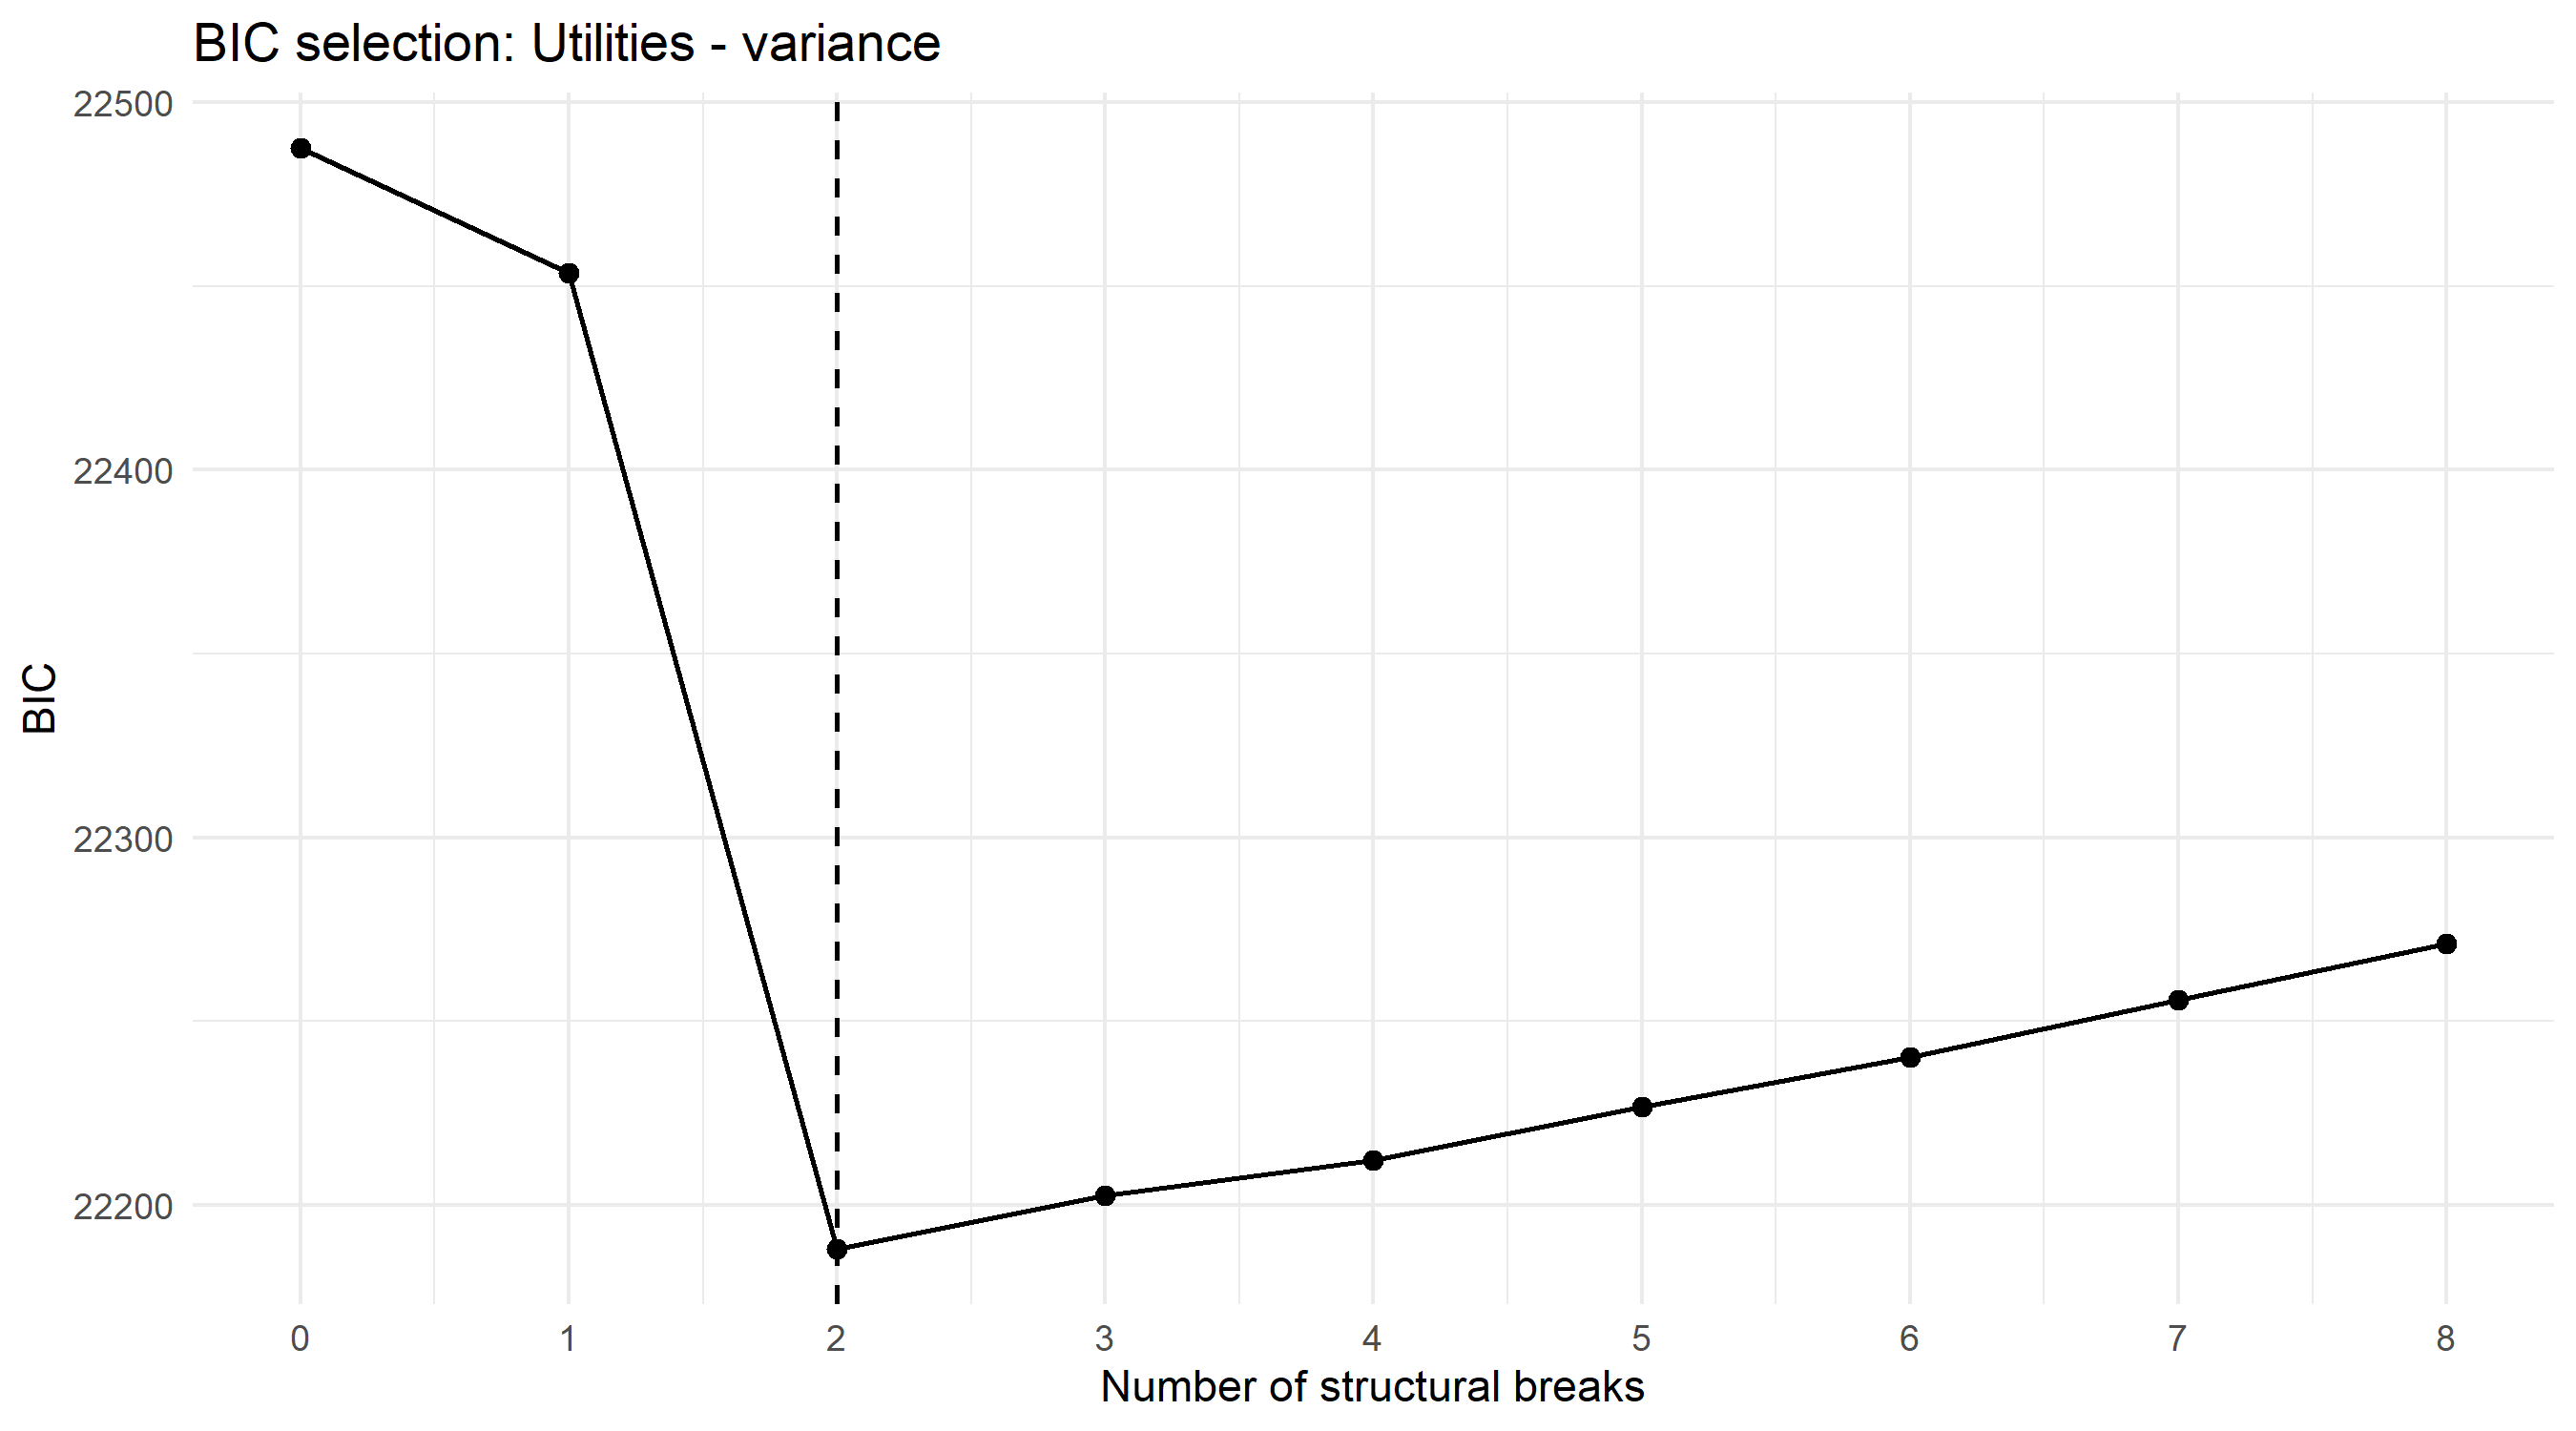 BIC selection: Utilities - variance
22500
22400
22300
22200
BIC
0 1 2 3 4 5 6 7 8
Number of structural breaks